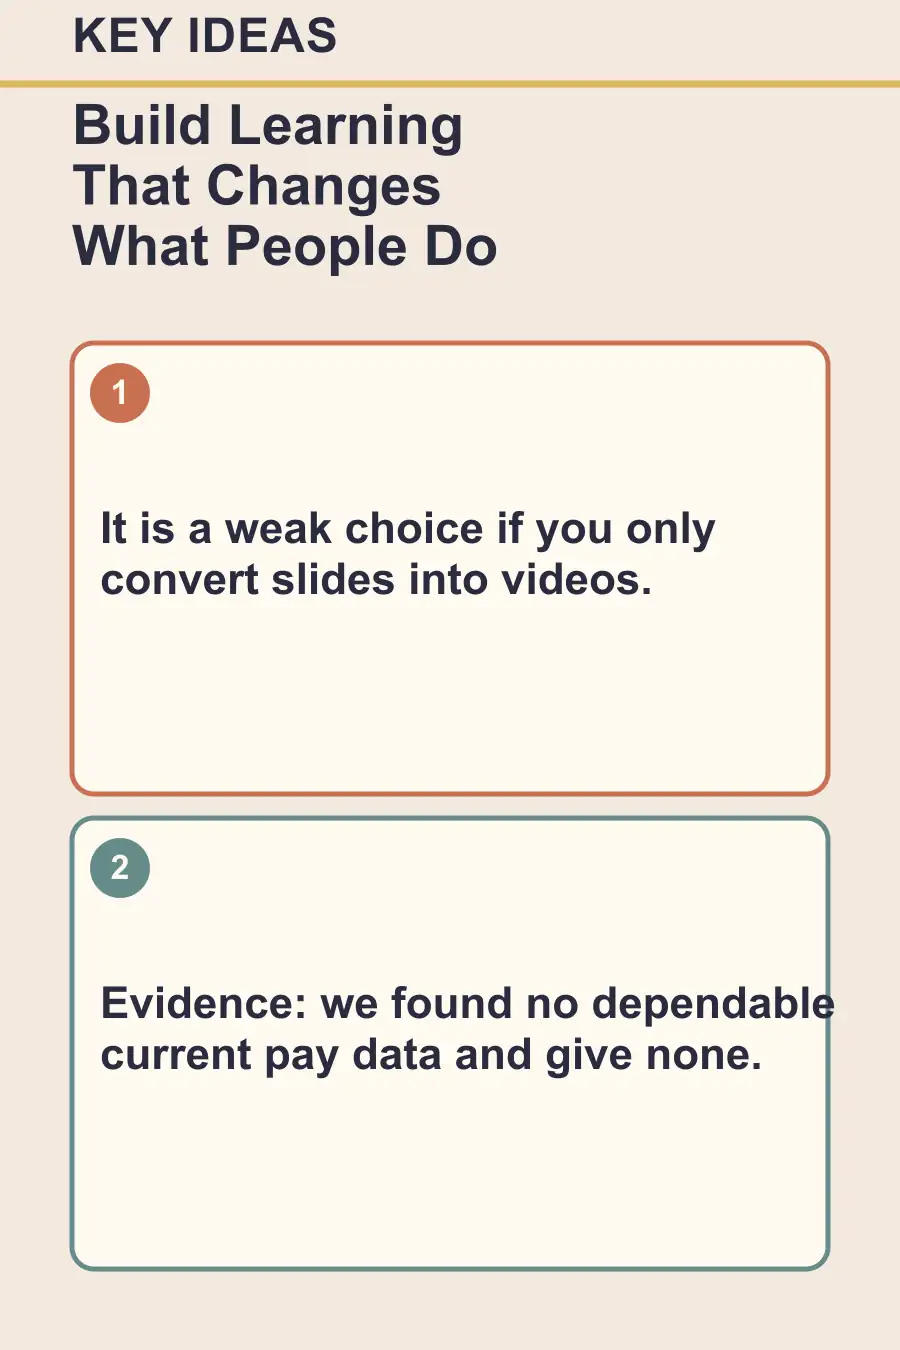 KEY IDEAS
Build Learning
That Changes
What People Do
1
It is a weak choice if you only
convert slides into videos.
2
Evidence: we found no dependable
current pay data and give none.